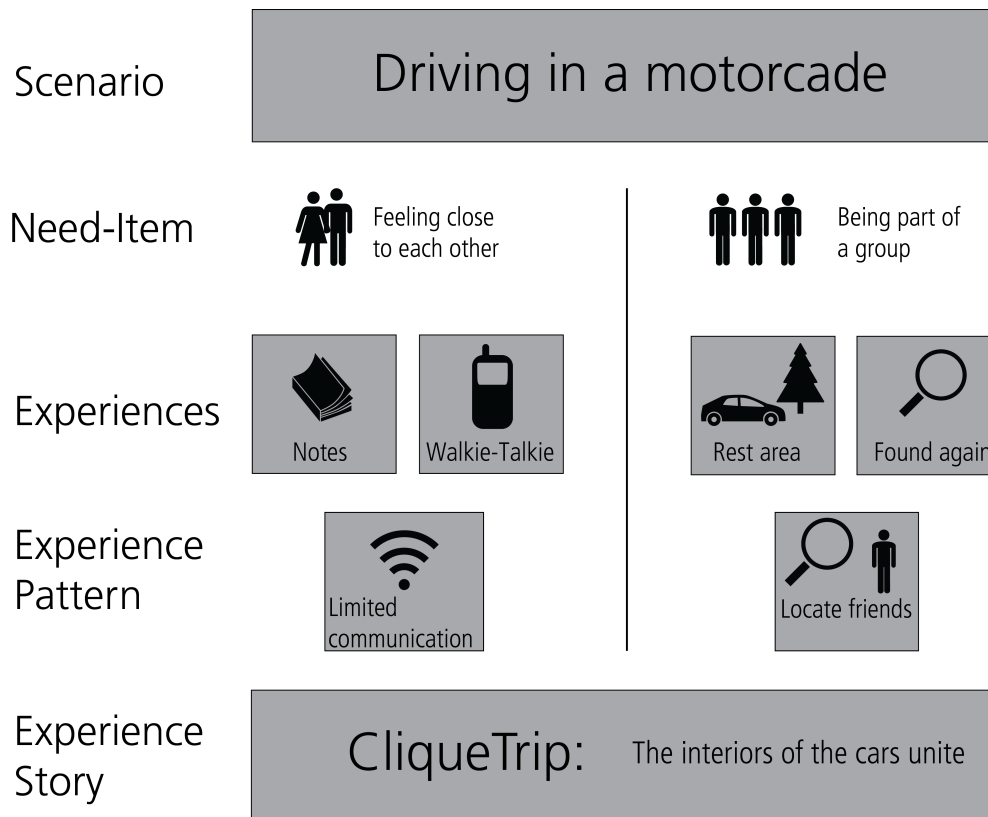 Scenario
Driving in a motorcade
Need-Item
Feeling close
to each other
Being part of
a group
Experiences
Notes
Walkie-Talkie
Rest area
Found again
Experience
Pattern
Limited
communication
Locate friends
Experience
Story
CliqueTrip:
The interiors of the cars unite